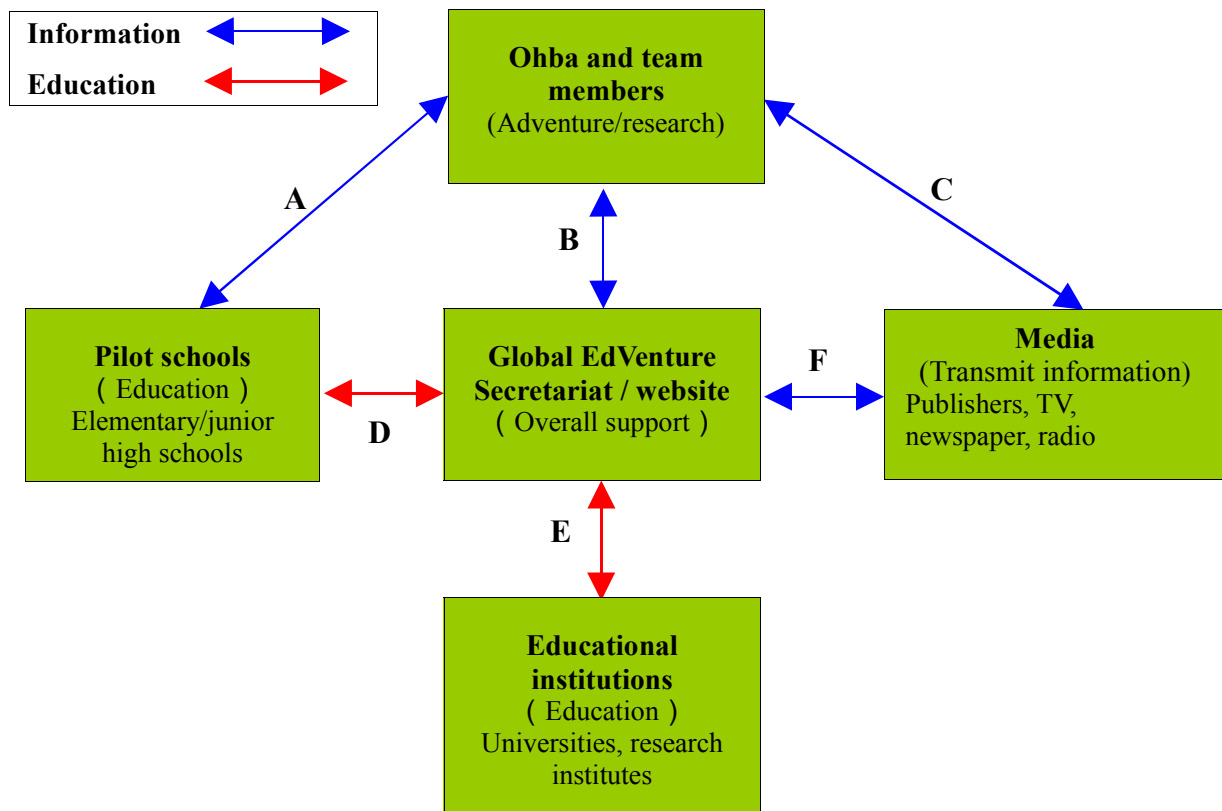 Information
Education
Ohba and team
members
(Adventure/research)
A
B
C
Pilot schools
( Education )
Elementary/junior
high schools
D
Global EdVenture
Secretariat / website
( Overall support )
F
Media
(Transmit information)
Publishers, TV,
newspaper, radio
E
Educational
institutions
( Education )
Universities, research
institutes